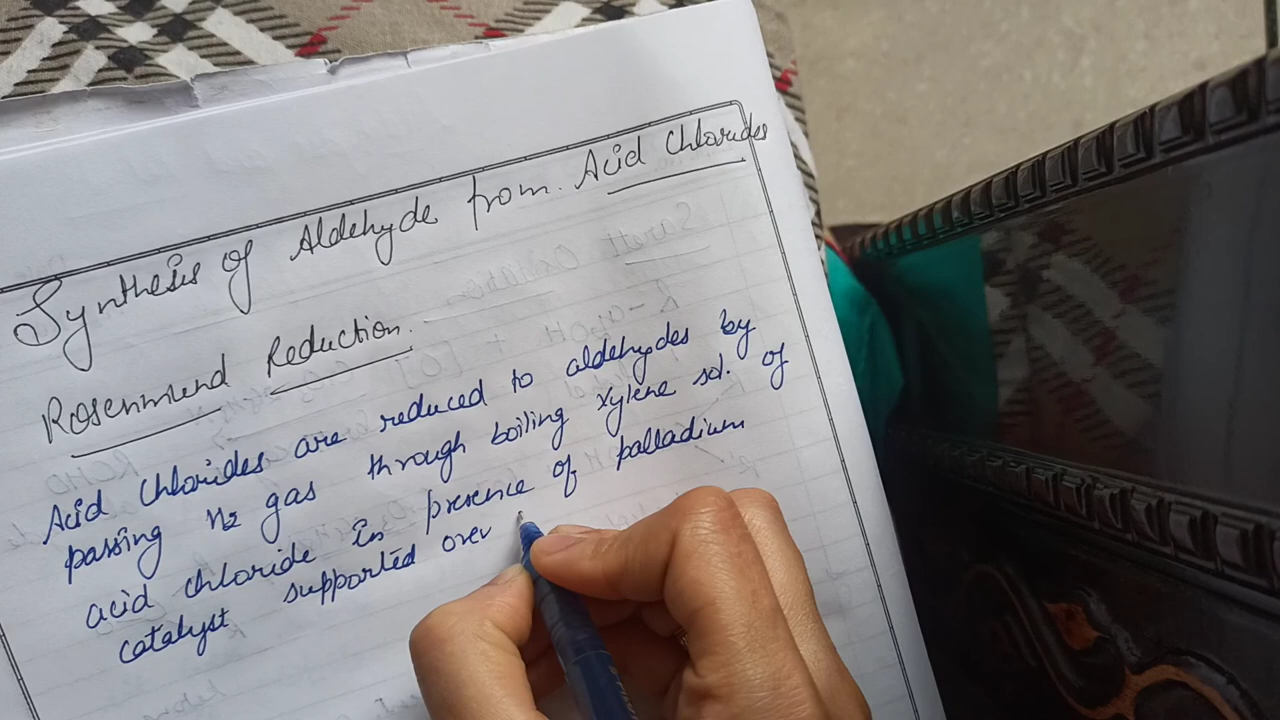 Synthesis of Aldehyde from Acid Chlorides
Rosenmund Reduction.
Acid Chlorides are reduced to aldehydes by
passing H2 gas through boiling xylene sol. of
acid chloride in presence of palladium
catalyst supported over